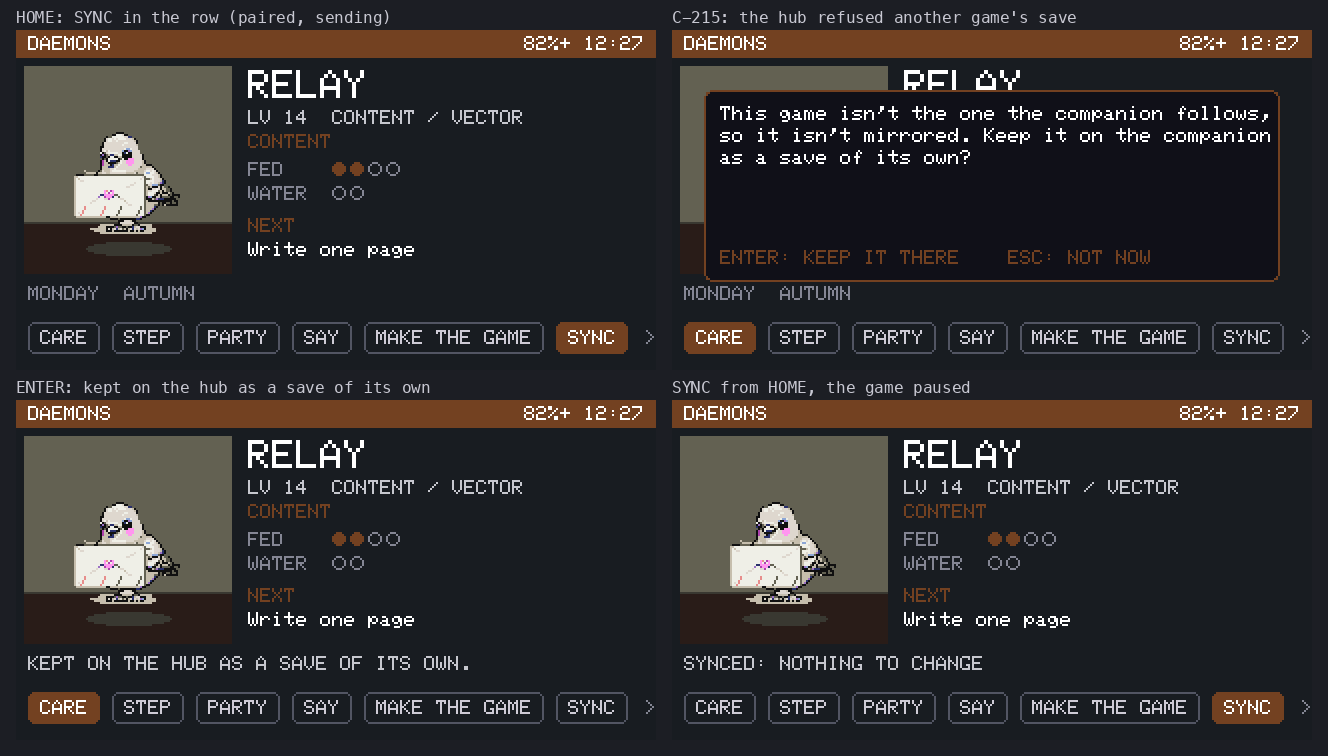 HOME: SYNC in the row (paired, sending)
DAEMONS 82%+ 12:27
RELAY
LV 14 CONTENT / VECTOR
CONTENT
FED
WATER
NEXT
Write one page
MONDAY AUTUMN
CARE STEP PARTY SAY MAKE THE GAME SYNC >
C-215: the hub refused another game's save
DAEMONS 82%+ 12:27
RELAY
This game isn't the one the companion follows,
so it isn't mirrored. Keep it on the companion
as a save of its own?
ENTER: KEEP IT THERE ESC: NOT NOW
MONDAY AUTUMN
CARE STEP PARTY SAY MAKE THE GAME SYNC >
ENTER: kept on the hub as a save of its own
DAEMONS 82%+ 12:27
RELAY
LV 14 CONTENT / VECTOR
CONTENT
FED
WATER
NEXT
Write one page
KEPT ON THE HUB AS A SAVE OF ITS OWN.
CARE STEP PARTY SAY MAKE THE GAME SYNC >
SYNC from HOME, the game paused
DAEMONS 82%+ 12:27
RELAY
LV 14 CONTENT / VECTOR
CONTENT
FED
WATER
NEXT
Write one page
SYNCED: NOTHING TO CHANGE
CARE STEP PARTY SAY MAKE THE GAME SYNC >